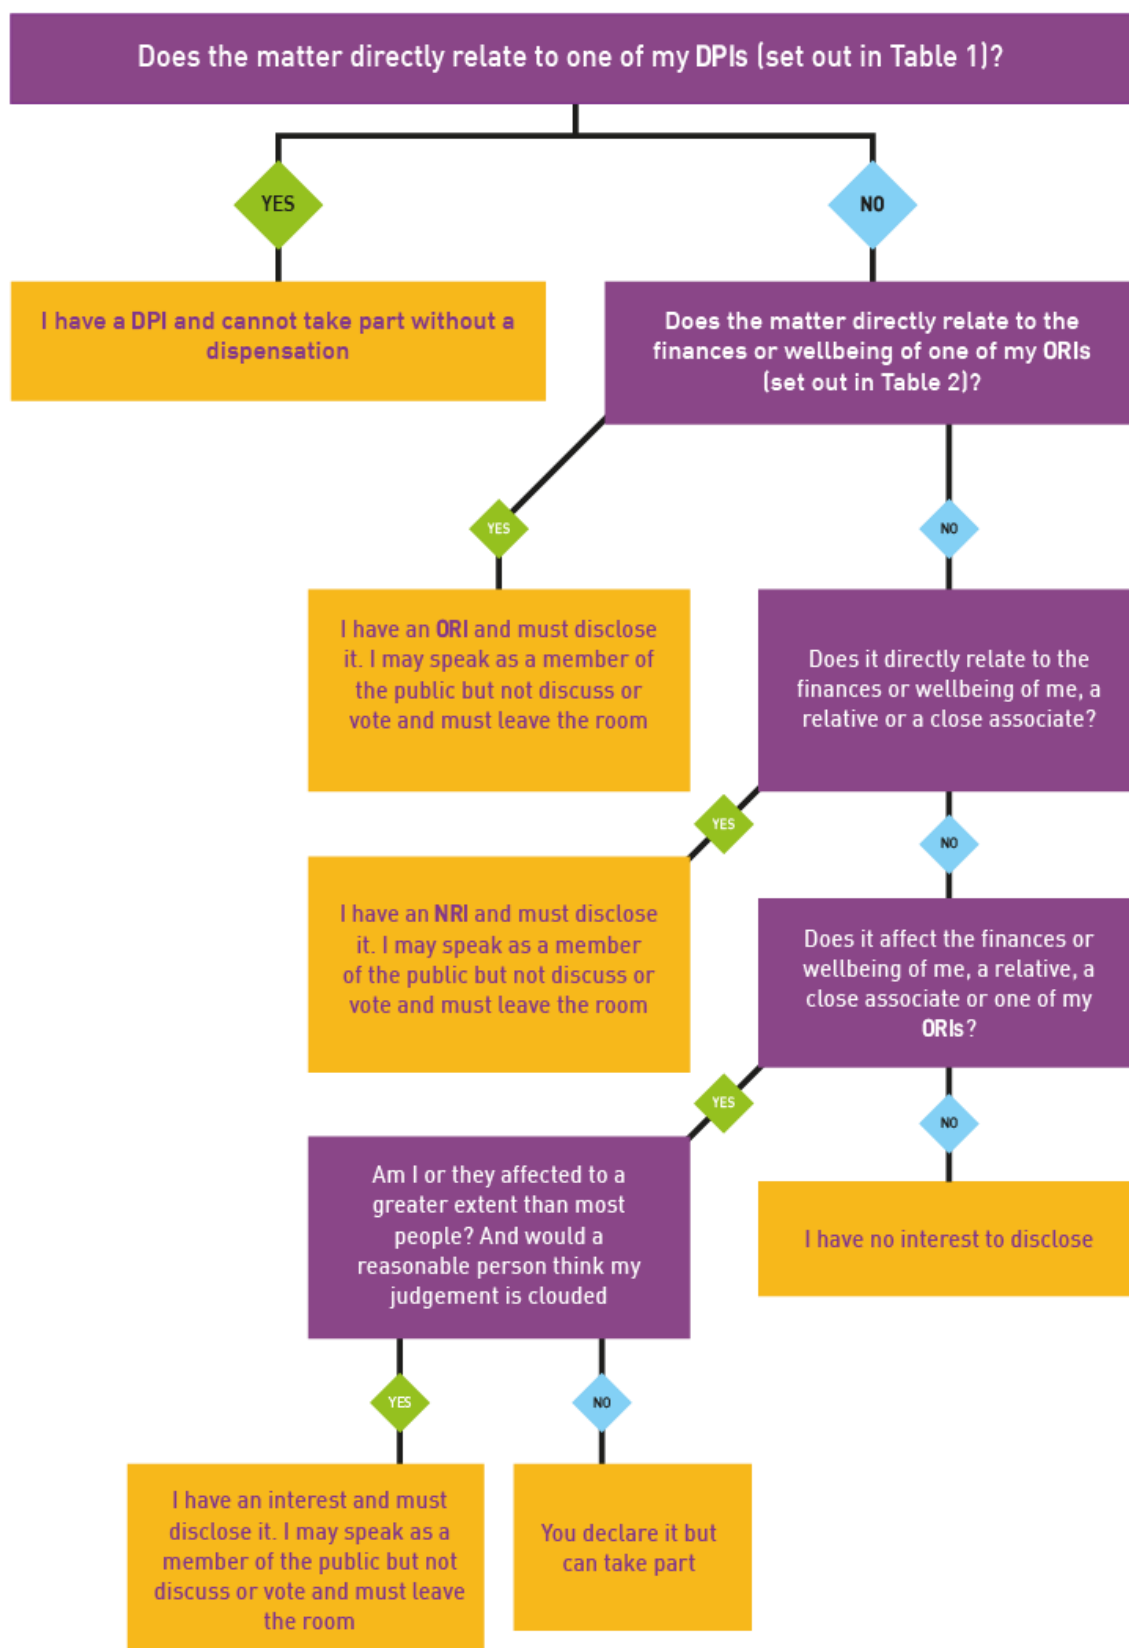 Does the matter directly relate to one of my DPIs (set out in Table 1)?
YES
NO
I have a DPI and cannot take part without a
dispensation
Does the matter directly relate to the
finances or wellbeing of one of my ORIs
(set out in Table 2)?
YES
NO
I have an ORI and must disclose
it. I may speak as a member of
the public but not discuss or
vote and must leave the room
Does it directly relate to the
finances or wellbeing of me, a
relative or a close associate?
YES
NO
I have an NRI and must disclose
it. I may speak as a member
of the public but not discuss or
vote and must leave the room
Does it affect the finances or
wellbeing of me, a relative, a
close associate or one of my
ORIs?
YES
NO
Am I or they affected to a
greater extent than most
people? And would a
reasonable person think my
judgement is clouded
I have no interest to disclose
YES
NO
I have an interest and must
disclose it. I may speak as a
member of the public but not
discuss or vote and must leave
the room
You declare it but
can take part